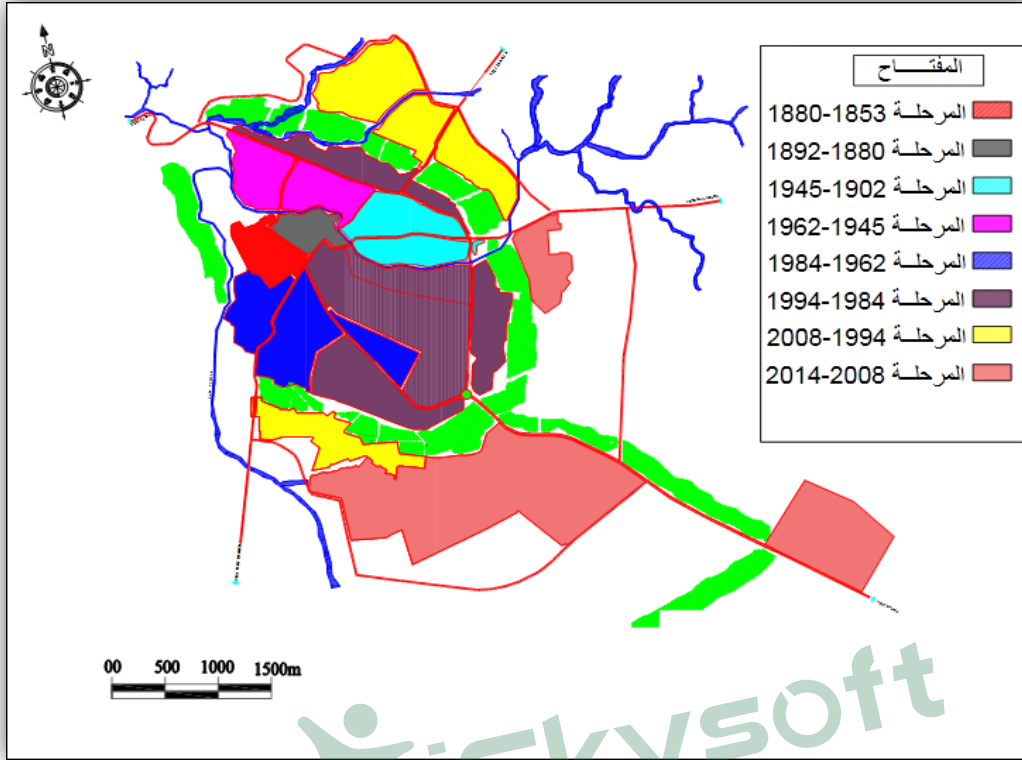 N
المفتـــاح
المرحلــة 1853-1880
المرحلــة 1880-1892
المرحلــة 1902-1945
المرحلــة 1945-1962
المرحلــة 1962-1984
المرحلــة 1984-1994
المرحلــة 1994-2008
المرحلــة 2008-2014
00 500 1000 1500m
iskysoft